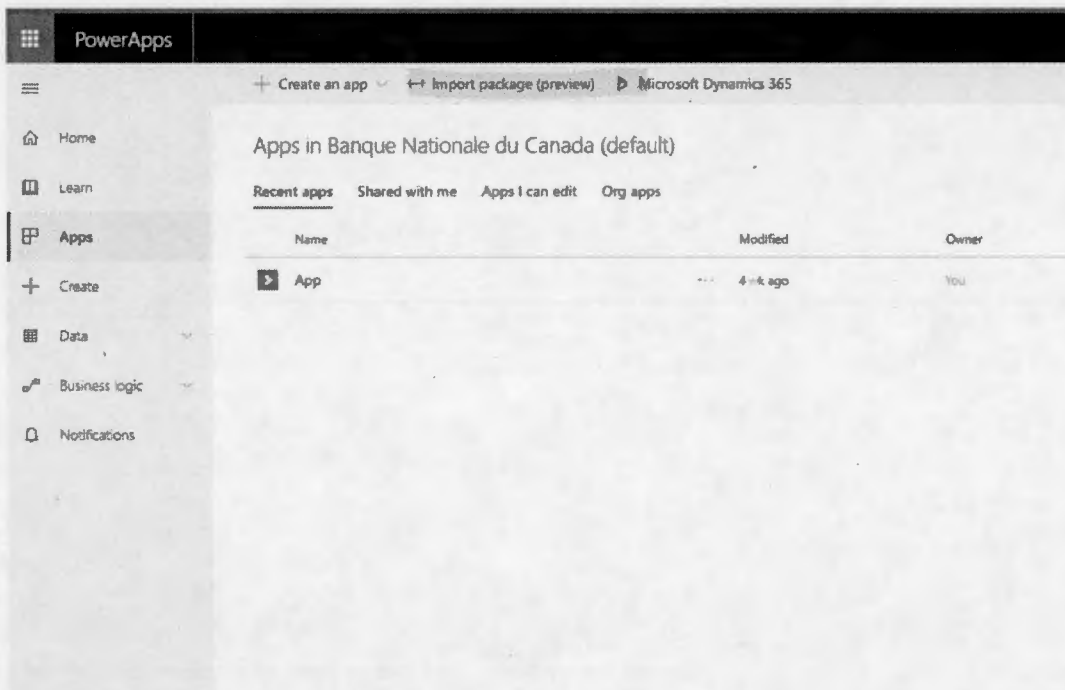 PowerApps
Create an app
Import package (preview)
Microsoft Dynamics 365
Home
Learn
Apps
Create
Data
Business logic
Notifications
Apps in Banque Nationale du Canada (default)
Recent apps Shared with me Apps I can edit Org apps
Name Modified Owner
App ... 4 wk ago You